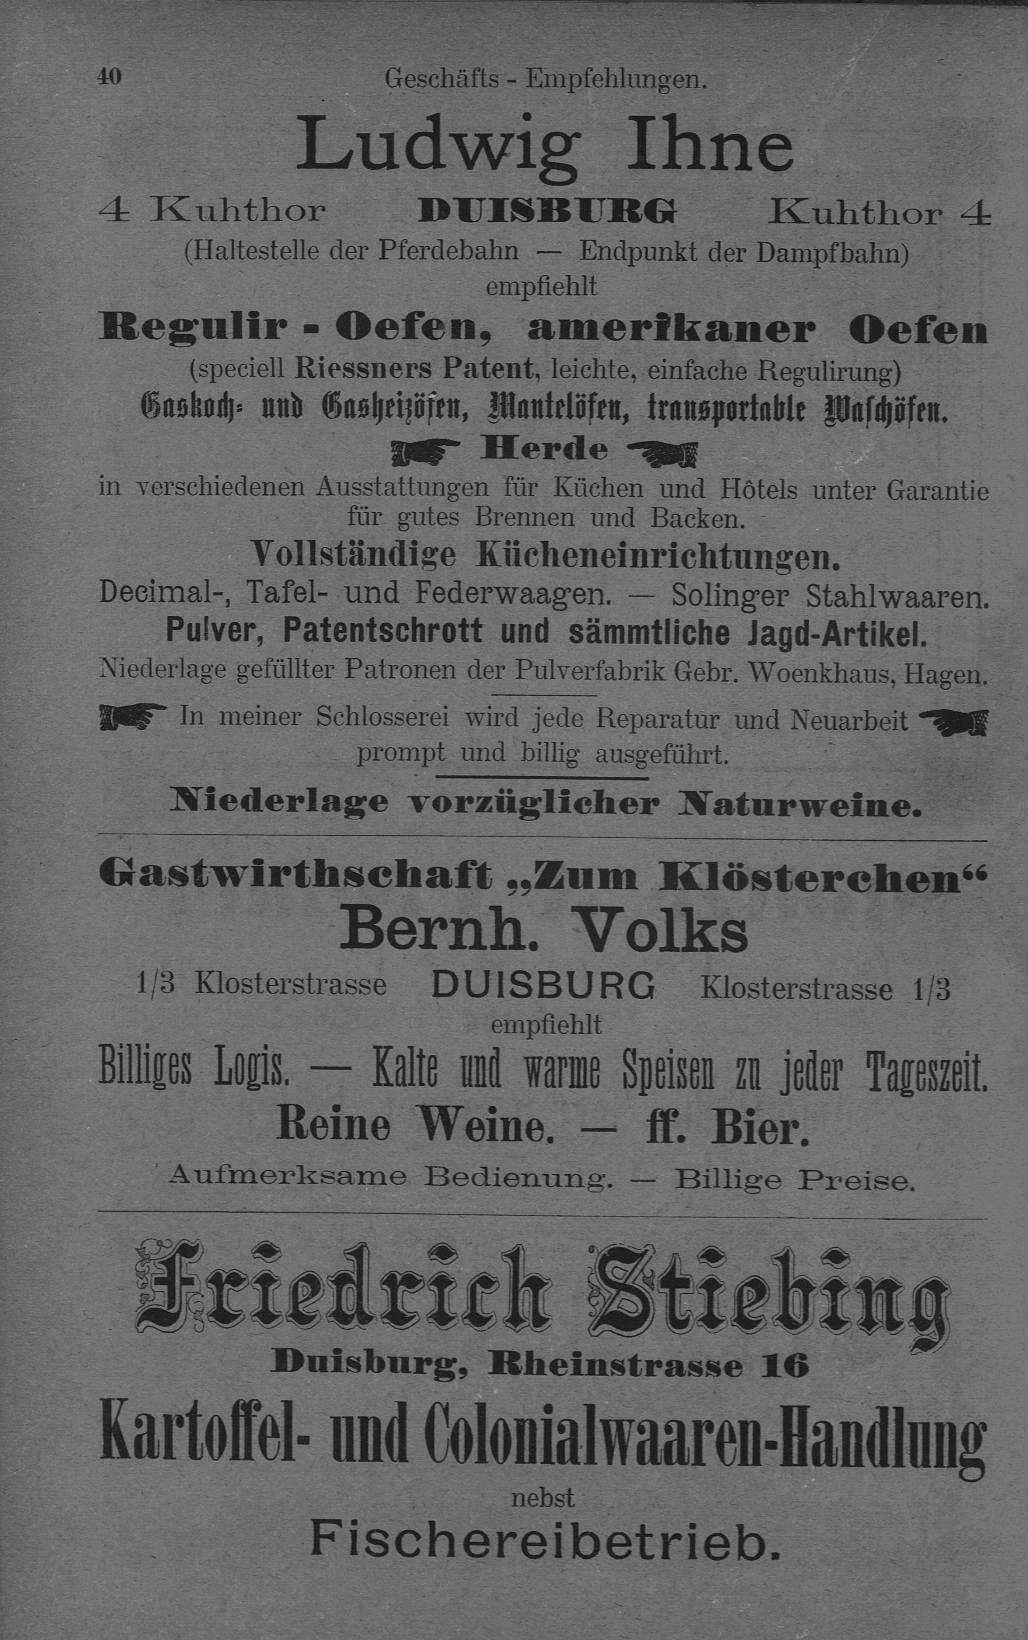 40
Geschäfts - Empfehlungen.
Ludwig Ihne
4 Kuhthor DUISBURG Kuhthor 4
(Haltestelle der Pferdebahn — Endpunkt der Dampfbahn)
empfiehlt
Regulir - Oefen, amerikaner Oefen
(speciell Riessners Patent, leichte, einfache Regulirung)
Gaskoch- und Gasheizöfen, Mantelöfen, transportable Waschöfen.
Herde
in verschiedenen Ausstattungen für Küchen und Hôtels unter Garantie
für gutes Brennen und Backen.
Vollständige Kücheneinrichtungen.
Decimal-, Tafel- und Federwaagen. — Solinger Stahlwaaren.
Pulver, Patentschrott und sämmtliche Jagd-Artikel.
Niederlage gefüllter Patronen der Pulverfabrik Gebr. Woenkhaus, Hagen.
In meiner Schlosserei wird jede Reparatur und Neuarbeit
prompt und billig ausgeführt.
Niederlage vorzüglicher Naturweine.
Gastwirthschaft „Zum Klösterchen“
Bernh. Volks
1/3 Klosterstrasse DUISBURG Klosterstrasse 1/3
empfiehlt
Billiges Logis. — Kalte und warme Speisen zu jeder Tageszeit.
Reine Weine. — ff. Bier.
Aufmerksame Bedienung. — Billige Preise.
Friedrich Stiebing
Duisburg, Rheinstrasse 16
Kartoffel- und Colonialwaaren-Handlung
nebst
Fischereibetrieb.